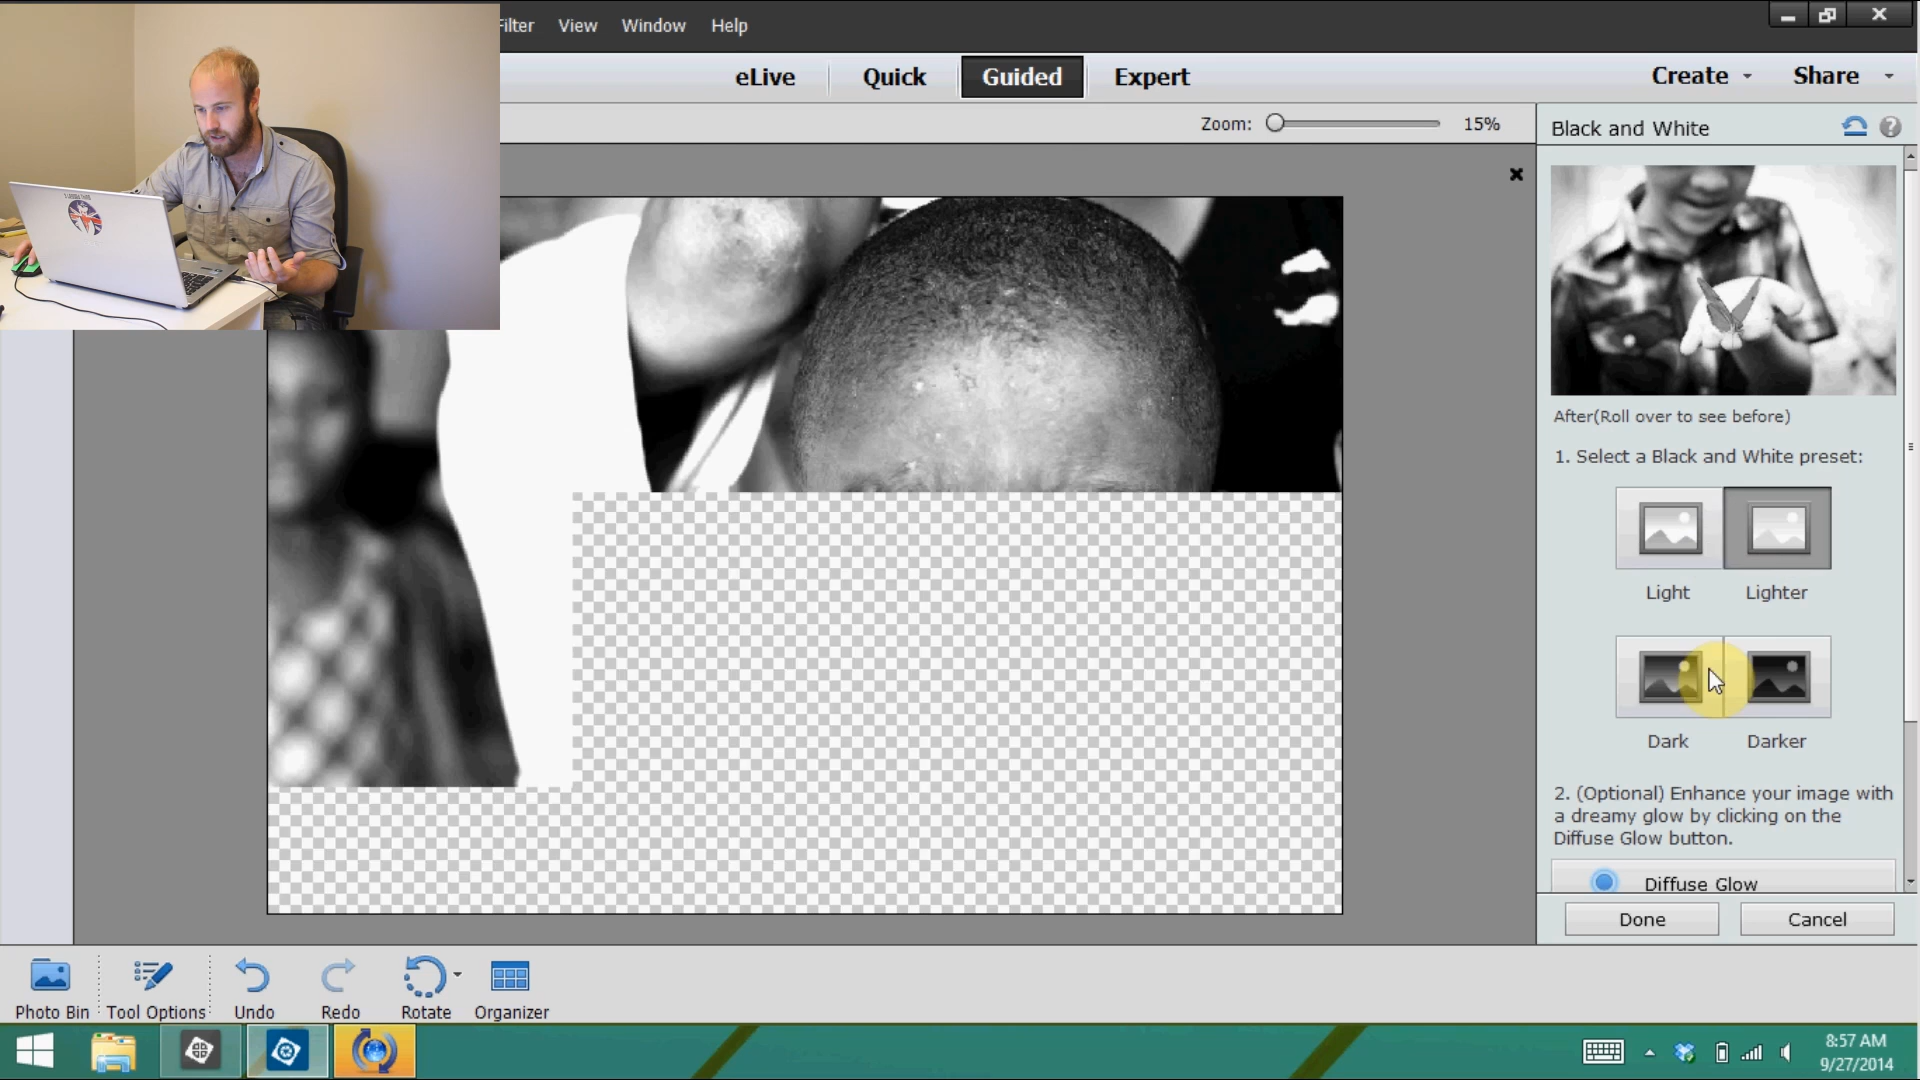 Filter View Window Help
eLive Quick Guided Expert Create Share
Zoom: 15%
Black and White
After(Roll over to see before)
1. Select a Black and White preset:
Light Lighter
Dark Darker
2. (Optional) Enhance your image with
a dreamy glow by clicking on the
Diffuse Glow button.
Diffuse Glow
Done Cancel
Photo Bin Tool Options Undo Redo Rotate Organizer
8:57 AM
9/27/2014